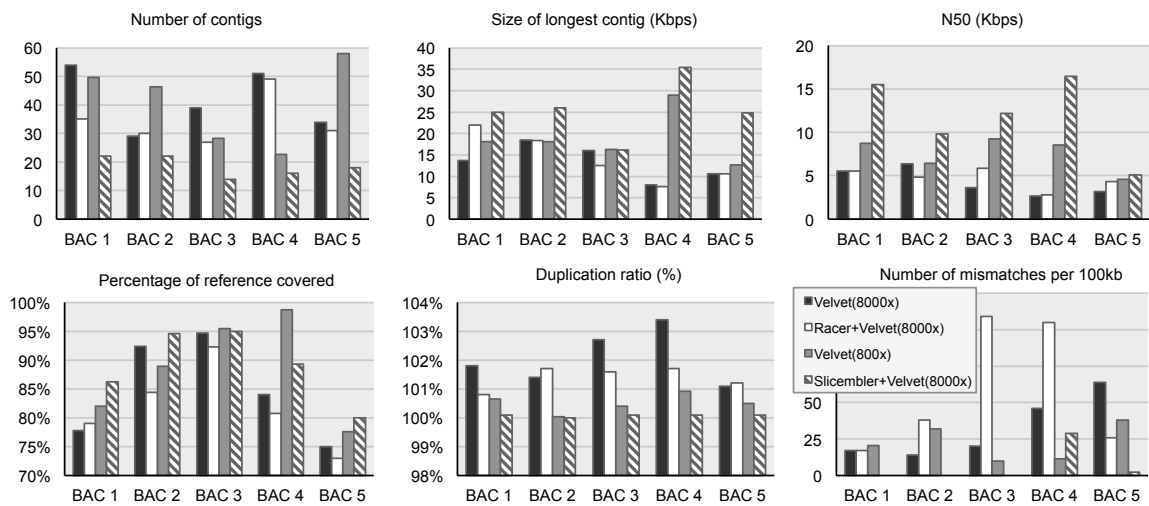 Number of contigs
60
50
40
30
20
10
0
BAC 1 BAC 2 BAC 3 BAC 4 BAC 5
Size of longest contig (Kbps)
40
35
30
25
20
15
10
5
0
BAC 1 BAC 2 BAC 3 BAC 4 BAC 5
N50 (Kbps)
20
15
10
5
0
BAC 1 BAC 2 BAC 3 BAC 4 BAC 5
Percentage of reference covered
100%
95%
90%
85%
80%
75%
70%
BAC 1 BAC 2 BAC 3 BAC 4 BAC 5
Duplication ratio (%)
104%
103%
102%
101%
100%
99%
98%
BAC 1 BAC 2 BAC 3 BAC 4 BAC 5
Number of mismatches per 100kb
Velvet(8000x)
Racer+Velvet(8000x)
Velvet(800x)
Slicembler+Velvet(8000x)
50
25
0
BAC 1 BAC 2 BAC 3 BAC 4 BAC 5